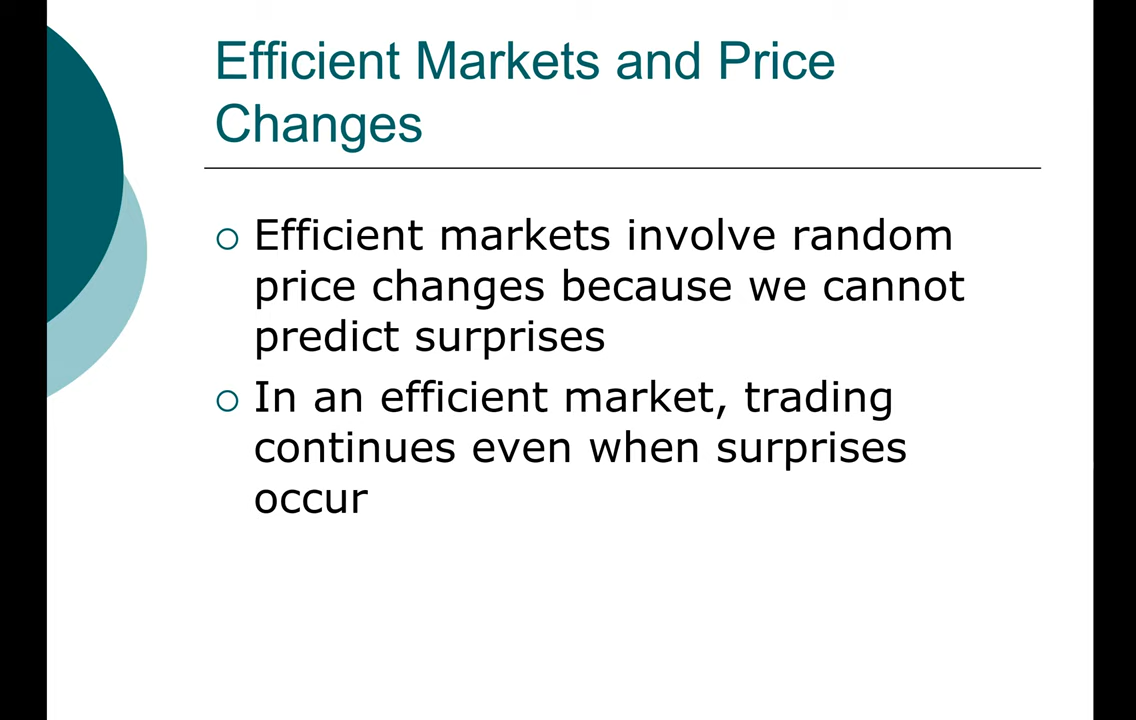 Efficient Markets and Price
Changes
Efficient markets involve random
price changes because we cannot
predict surprises
In an efficient market, trading
continues even when surprises
occur